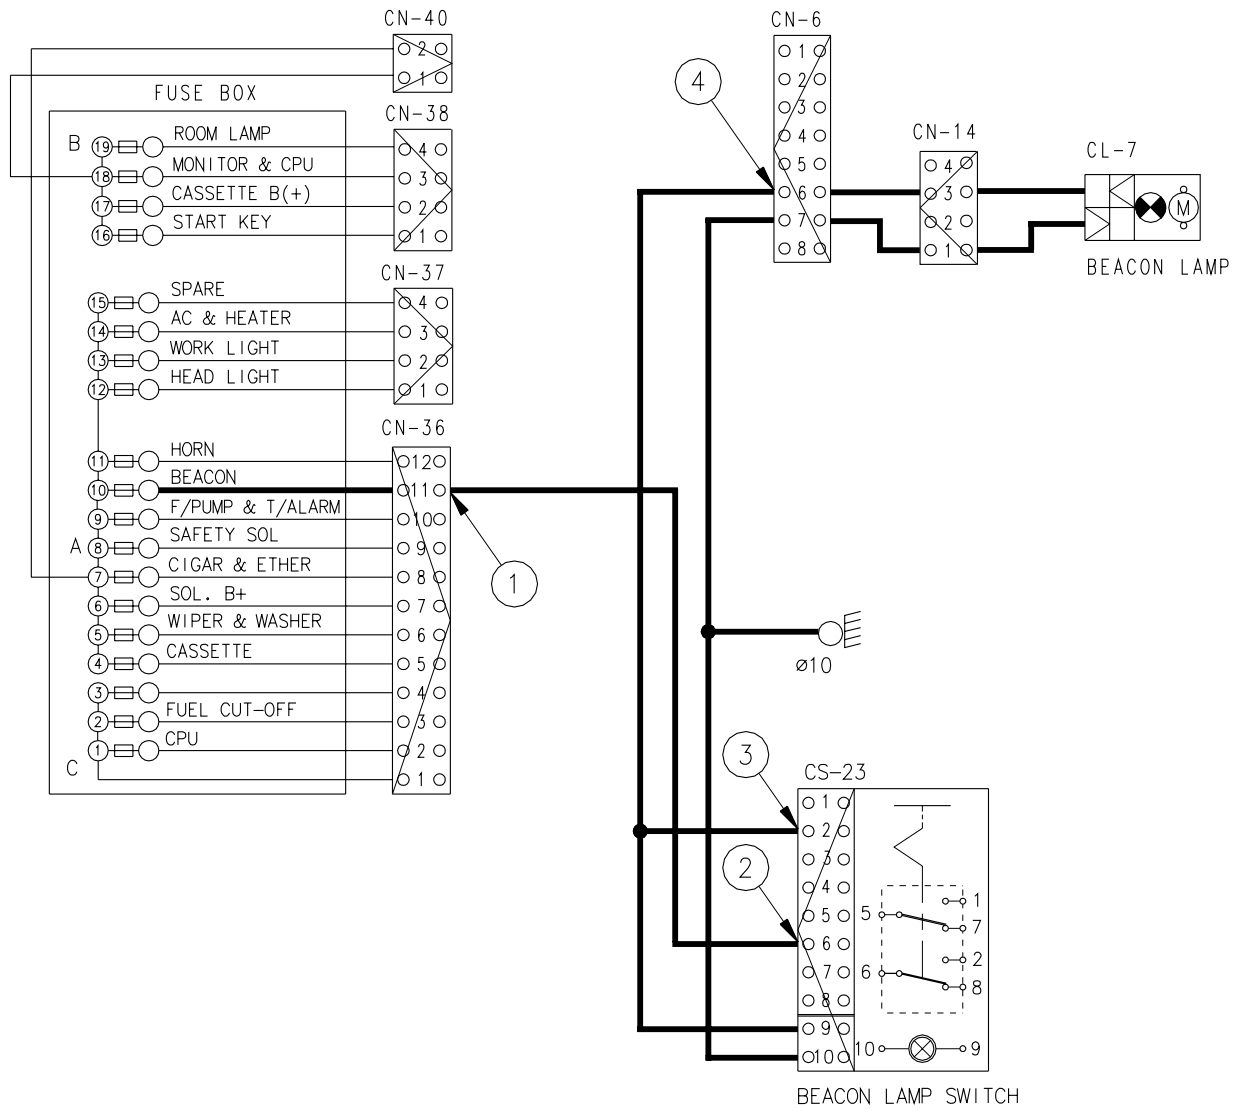 CN-40
2
1
FUSE BOX
B
19 ROOM LAMP
18 MONITOR & CPU
17 CASSETTE B(+)
16 START KEY
CN-38
4
3
2
1
15 SPARE
14 AC & HEATER
13 WORK LIGHT
12 HEAD LIGHT
CN-37
4
3
2
1
11 HORN
10 BEACON
9 F/PUMP & T/ALARM
A
8 SAFETY SOL
7 CIGAR & ETHER
6 SOL. B+
5 WIPER & WASHER
4 CASSETTE
3
2 FUEL CUT-OFF
1 CPU
C
CN-36
12
11
10
9
8
7
6
5
4
3
2
1
1
CN-6
1
2
3
4
5
6
7
8
4
CN-14
4
3
2
1
CL-7
M
BEACON LAMP
ø10
3
2
CS-23
1
2
3
4
5
6
7
8
9
10
1
5
7
2
6
8
10
9
BEACON LAMP SWITCH